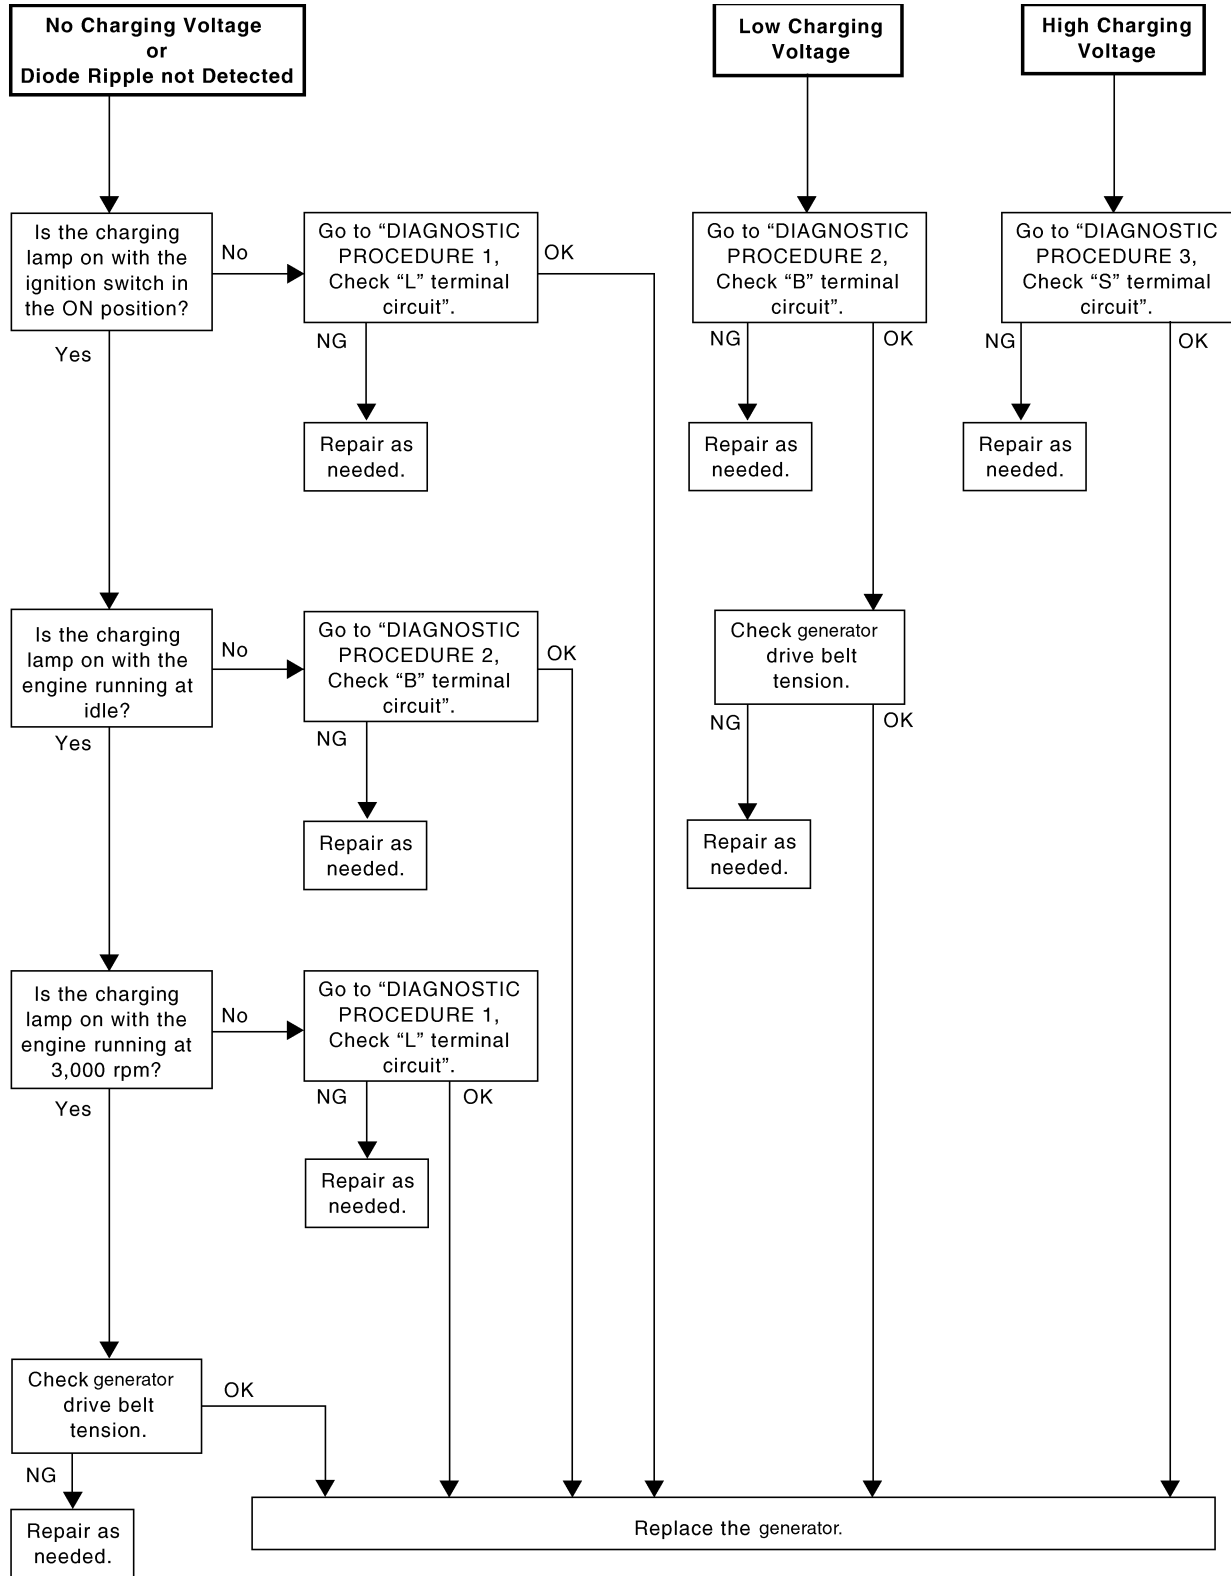 No Charging Voltage
or
Diode Ripple not Detected
Low Charging
Voltage
High Charging
Voltage
Is the charging
lamp on with the
ignition switch in
the ON position?
No
Go to “DIAGNOSTIC
PROCEDURE 1,
Check “L” terminal
circuit”.
OK
Go to “DIAGNOSTIC
PROCEDURE 2,
Check “B” terminal
circuit”.
Go to “DIAGNOSTIC
PROCEDURE 3,
Check “S” termimal
circuit”.
Yes
NG
NG
OK
NG
OK
Repair as
needed.
Repair as
needed.
Repair as
needed.
Is the charging
lamp on with the
engine running at
idle?
No
Go to “DIAGNOSTIC
PROCEDURE 2,
Check “B” terminal
circuit”.
OK
Check generator
drive belt
tension.
Yes
NG
NG
OK
Repair as
needed.
Repair as
needed.
Is the charging
lamp on with the
engine running at
3,000 rpm?
No
Go to “DIAGNOSTIC
PROCEDURE 1,
Check “L” terminal
circuit”.
Yes
NG
OK
Repair as
needed.
Check generator
drive belt
tension.
OK
NG
Repair as
needed.
Replace the generator.